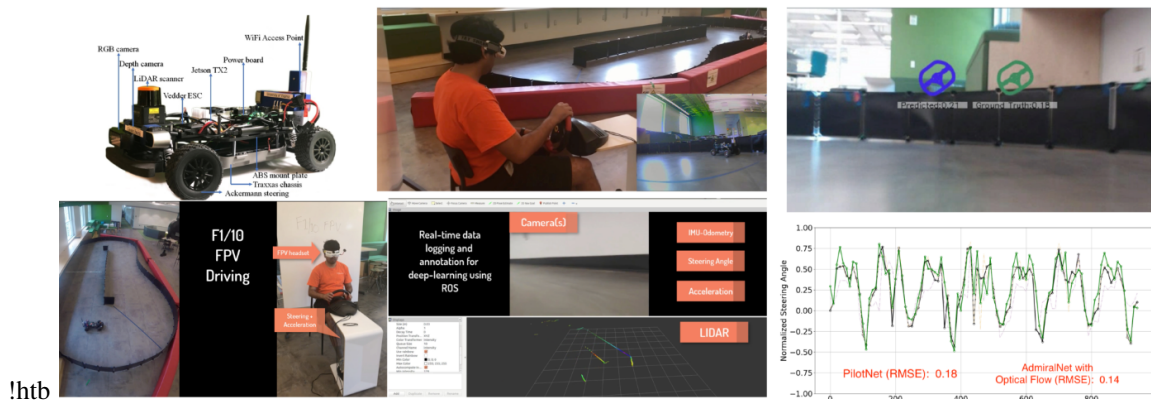 WiFi Access Point
RGB camera
Power board
Depth camera
Jetson TX2
LiDAR scanner
Vedder ESC
ABS mount plate
Traxxas chassis
Ackermann steering
Predicted:0.21
Ground Truth:0.18
F1/10
FPV
Driving
FPV headset
Steering +
Acceleration
Real-time data
logging and
annotation for
deep-learning using
ROS
Camera(s)
IMU-Odometry
Steering Angle
Acceleration
LIDAR
Normalized Steering Angle
1.00
0.75
0.50
0.25
0.00
−0.25
−0.50
−0.75
−1.00
PilotNet (RMSE): 0.18
AdmiralNet with
Optical Flow (RMSE): 0.14
0
200
400
600
800
!htb